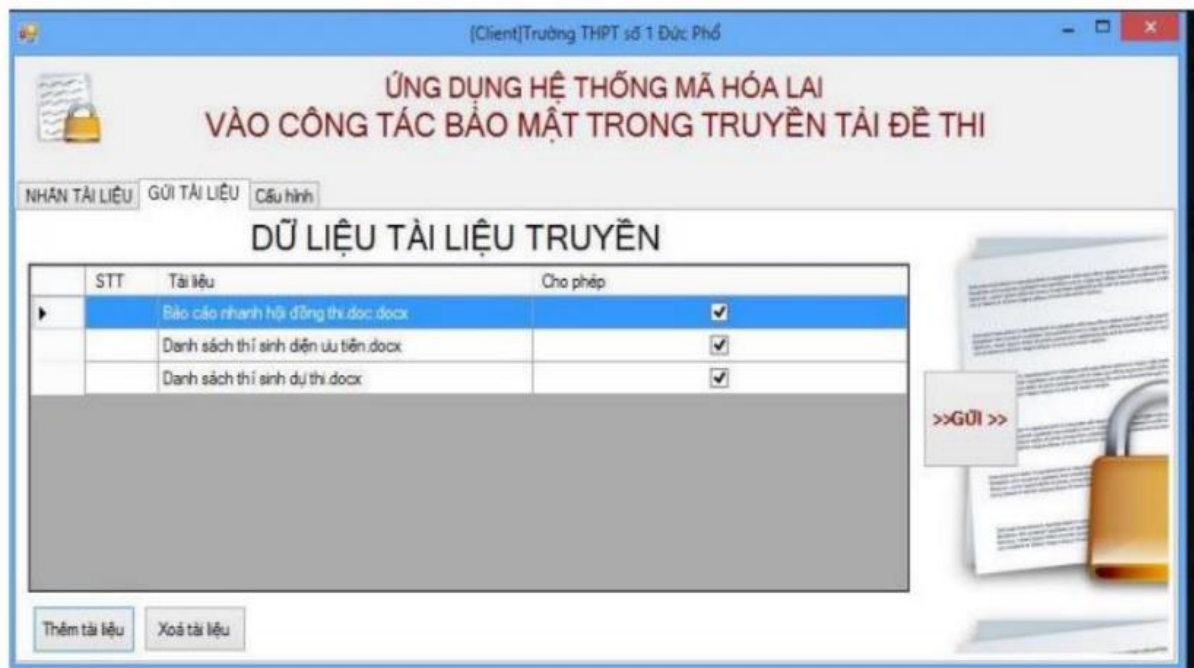 [Client]Trường THPT số 1 Đức Phổ
ỨNG DỤNG HỆ THỐNG MÃ HÓA LAI
VÀO CÔNG TÁC BẢO MẬT TRONG TRUYỀN TẢI ĐỀ THI
NHẬN TÀI LIỆU GỬI TÀI LIỆU Cấu hình
DỮ LIỆU TÀI LIỆU TRUYỀN
STT Tài liệu Cho phép
Báo cáo nhanh hội đồng thi.doc.docx
Danh sách thí sinh diện ưu tiên.docx
Danh sách thí sinh dự thi.docx
>>GỬI >>
Thêm tài liệu Xoá tài liệu